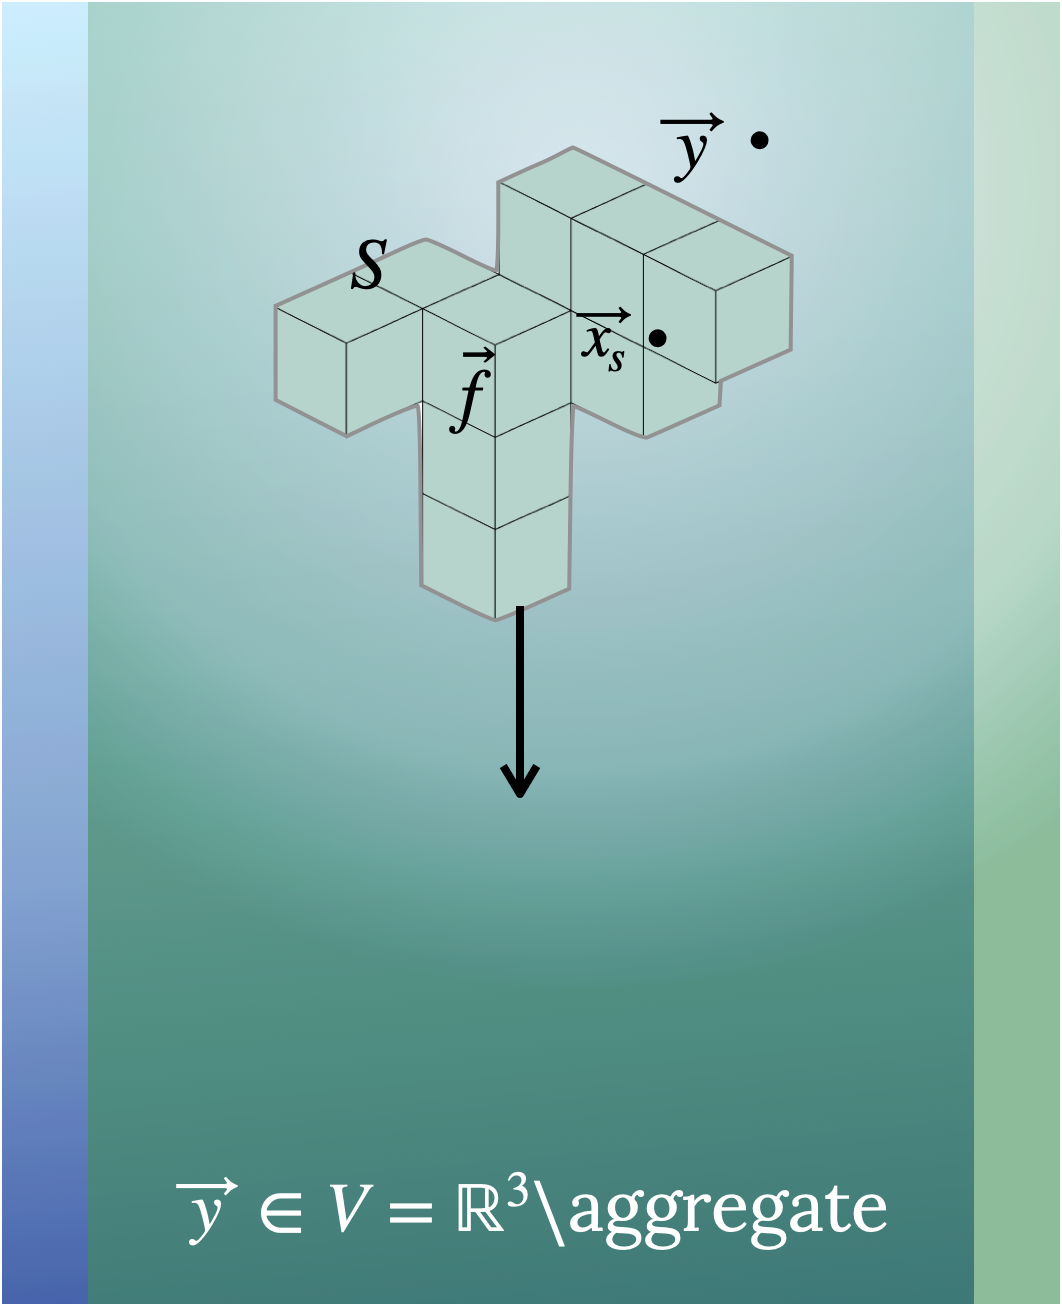 y⃗
S
x⃗ₛ
f⃗
y⃗ ∈ V = ℝ³\aggregate